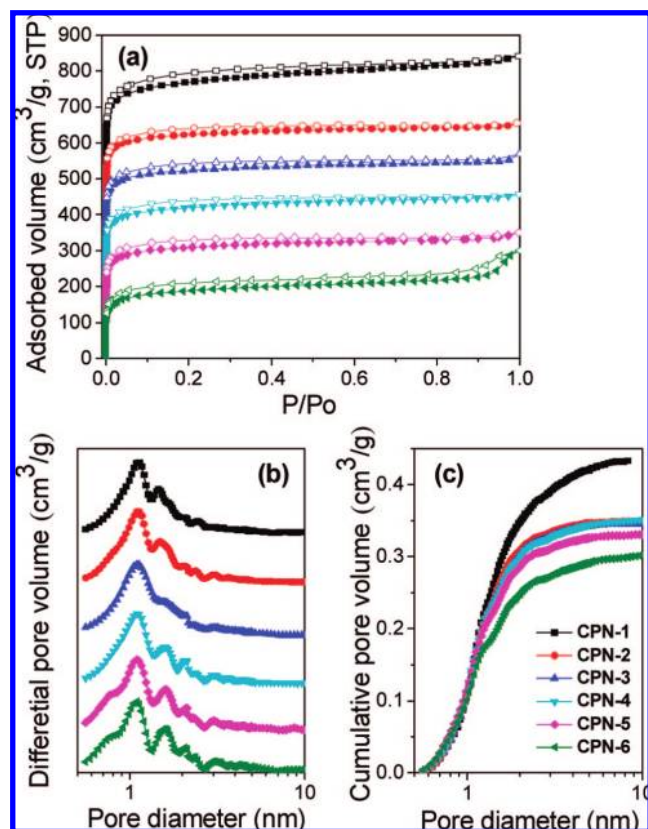 (a)
Adsorbed volume (cm³/g, STP)
900
800
700
600
500
400
300
200
100
0
0.0 0.2 0.4 0.6 0.8 1.0
P/Po
(b)
Differetial pore volume (cm³/g)
1 10
Pore diameter (nm)
(c)
Cumulative pore volume (cm³/g)
0.4
0.3
0.2
0.1
0.0
CPN-1
CPN-2
CPN-3
CPN-4
CPN-5
CPN-6
1 10
Pore diameter (nm)